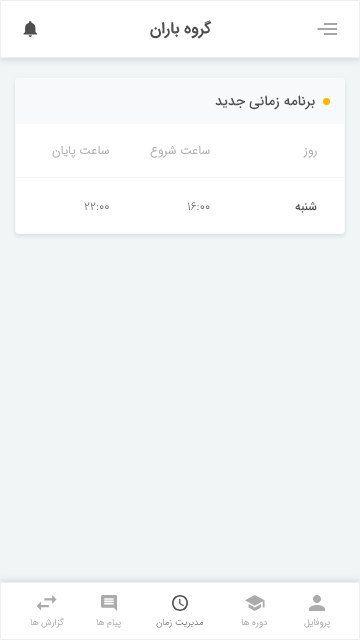 گروه باران
برنامه زمانی جدید
روز ساعت شروع ساعت پایان
شنبه ۱۶:۰۰ ۲۲:۰۰
پروفایل دوره ها مدیریت زمان پیام ها گزارش ها